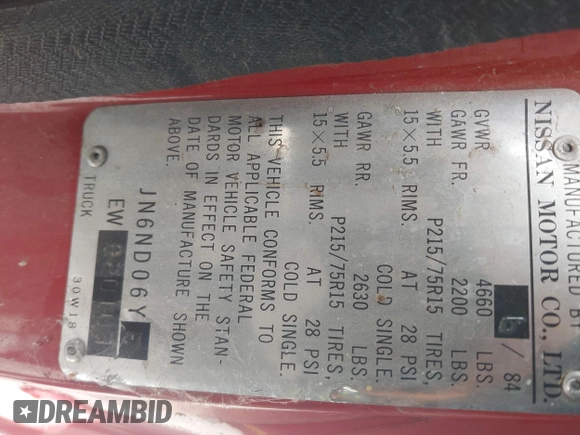 MANUFACTURED BY
NISSAN MOTOR CO., LTD.
6 / 84
GVWR 4660 LBS.
GAWR FR. 2200 LBS.
WITH P215/75R15 TIRES,
15 × 5.5 RIMS. AT 28 PSI
COLD SINGLE.
GAWR RR. 2630 LBS.
WITH P215/75R15 TIRES,
15 × 5.5 RIMS. AT 28 PSI
COLD SINGLE.
THIS VEHICLE CONFORMS TO
ALL APPLICABLE FEDERAL
MOTOR VEHICLE SAFETY STAN-
DARDS IN EFFECT ON THE
DATE OF MANUFACTURE SHOWN
ABOVE.
JN6ND06Y
EW
TRUCK
30W18
DREAMBID